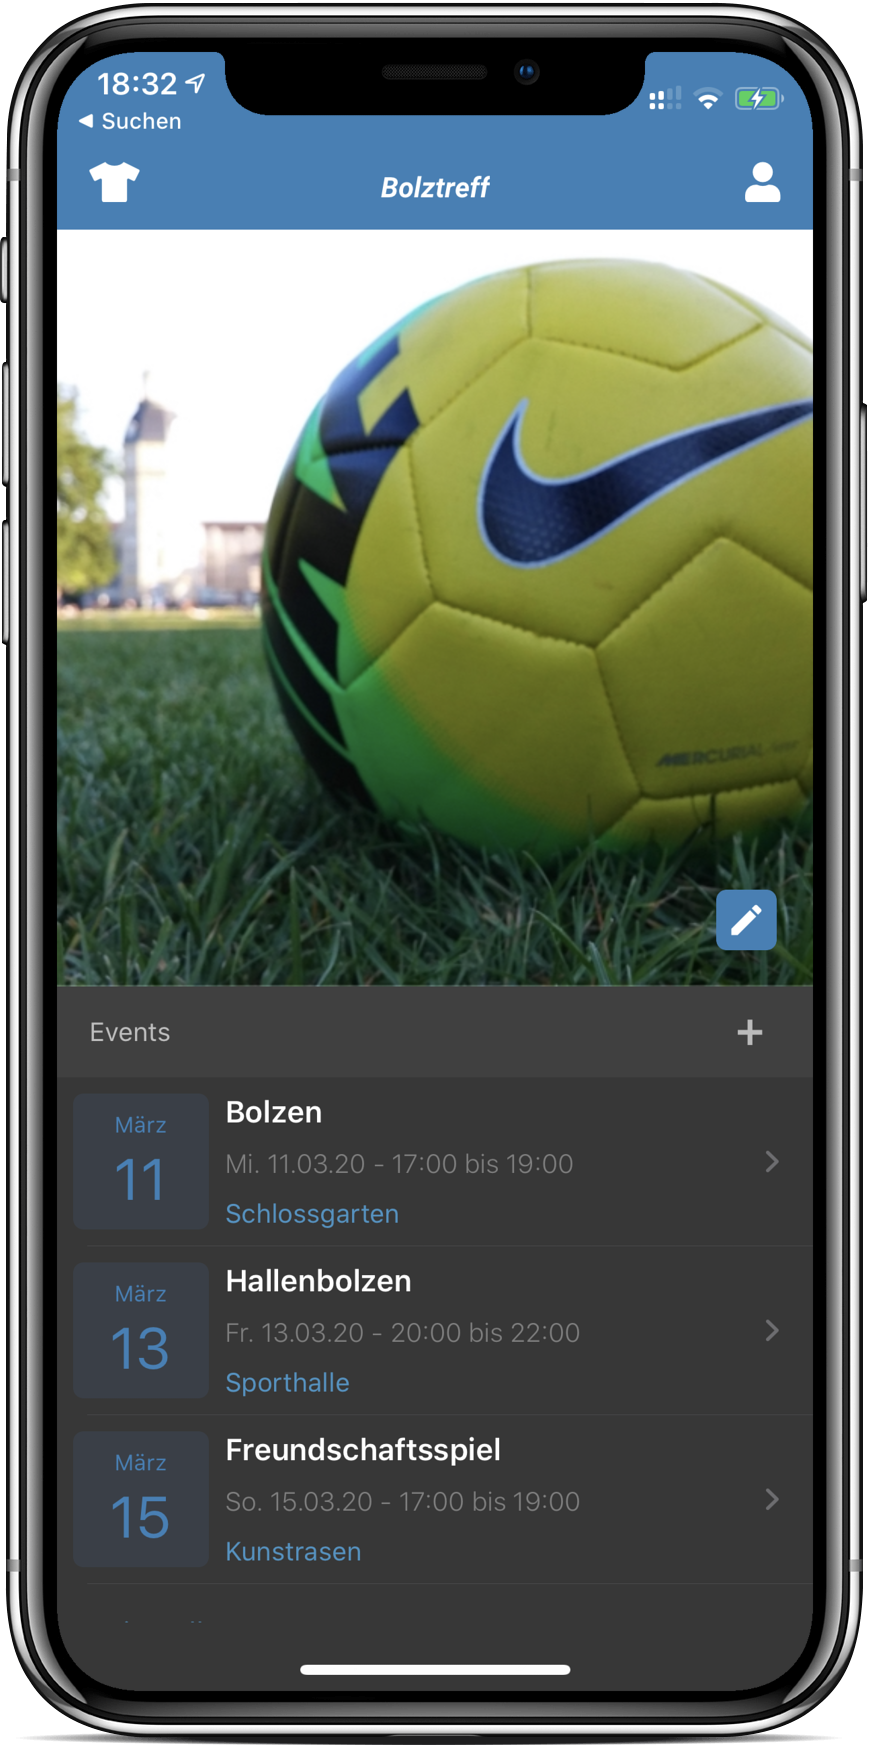 18:32
◀ Suchen
Bolztreff
MERCURIAL
Events
+
März
11
Bolzen
Mi. 11.03.20 - 17:00 bis 19:00
Schlossgarten
März
13
Hallenbolzen
Fr. 13.03.20 - 20:00 bis 22:00
Sporthalle
März
15
Freundschaftsspiel
So. 15.03.20 - 17:00 bis 19:00
Kunstrasen